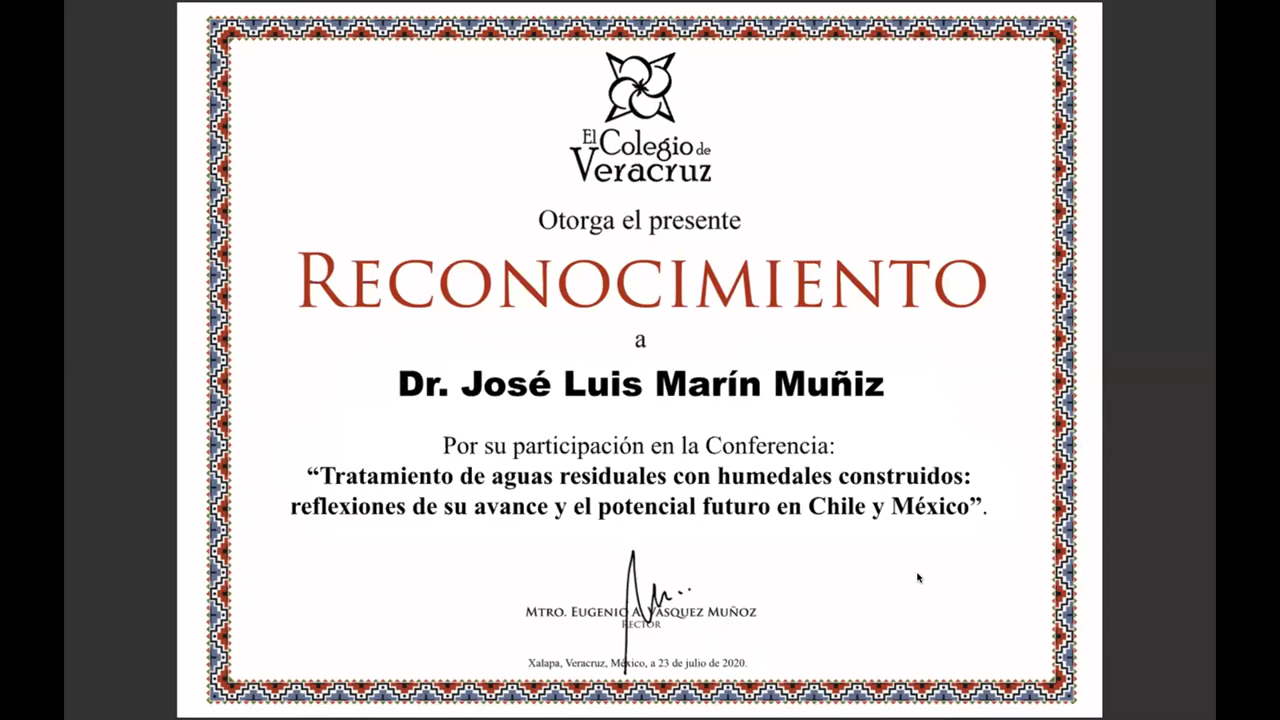 El Colegio de
Veracruz
Otorga el presente
RECONOCIMIENTO
a
Dr. José Luis Marín Muñiz
Por su participación en la Conferencia:
“Tratamiento de aguas residuales con humedales construidos:
reflexiones de su avance y el potencial futuro en Chile y México”.
MTRO. EUGENIO A. VÁSQUEZ MUÑOZ
RECTOR
Xalapa, Veracruz, México, a 23 de julio de 2020.